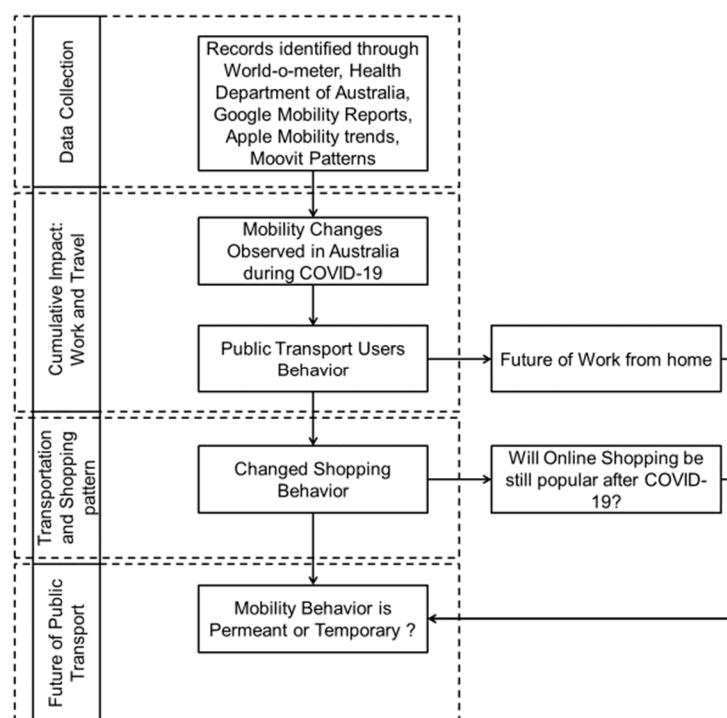 Data Collection
Records identified through
World-o-meter, Health
Department of Australia,
Google Mobility Reports,
Apple Mobility trends,
Moovit Patterns
Cumulative Impact:
Work and Travel
Mobility Changes
Observed in Australia
during COVID-19
Public Transport Users
Behavior
Future of Work from home
Transportation
and Shopping
pattern
Changed Shopping
Behavior
Will Online Shopping be
still popular after COVID-
19?
Future of Public
Transport
Mobility Behavior is
Permeant or Temporary ?